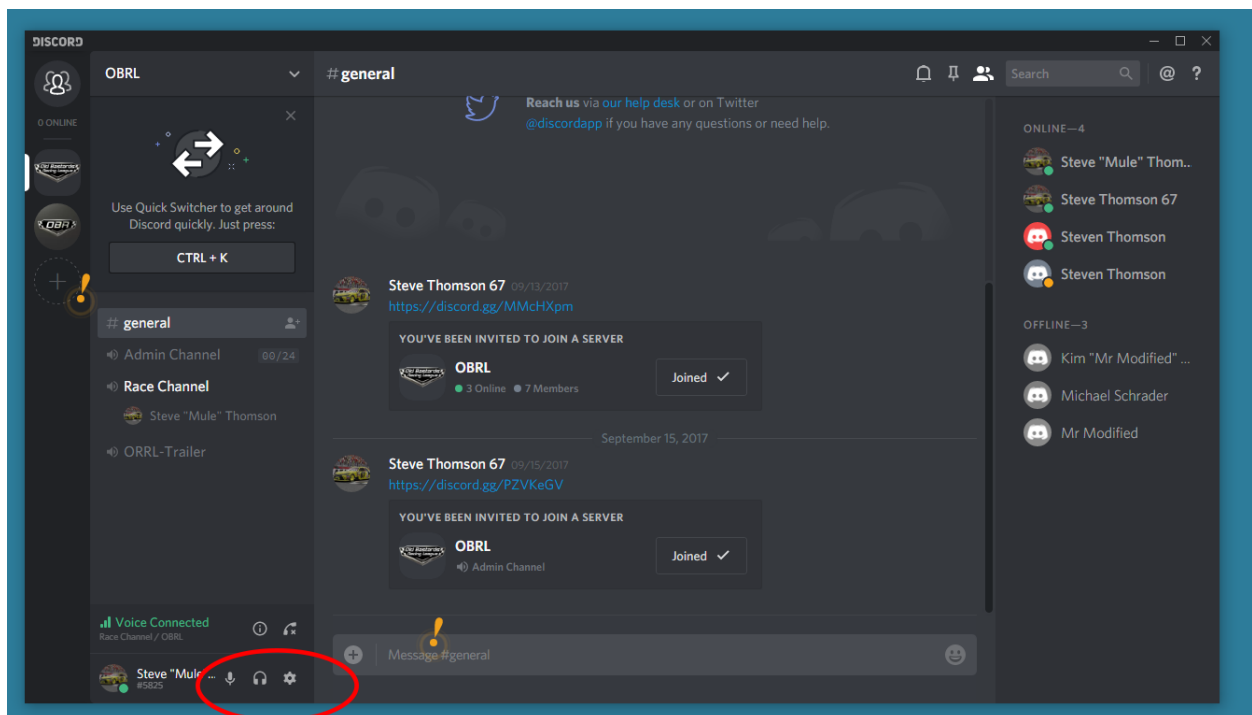 DISCORD
0 ONLINE
OBRL
Use Quick Switcher to get around
Discord quickly. Just press:
CTRL + K
# general
Admin Channel 00/24
Race Channel
Steve "Mule" Thomson
ORRL-Trailer
Voice Connected
Race Channel / OBRL
Steve "Mule" ...
#5825
# general
Search
@ ?
Reach us via our help desk or on Twitter
@discordapp if you have any questions or need help.
Steve Thomson 67 09/13/2017
https://discord.gg/MMcHXpm
YOU'VE BEEN INVITED TO JOIN A SERVER
OBRL
3 Online 7 Members
Joined
September 15, 2017
Steve Thomson 67 09/15/2017
https://discord.gg/PZVKeGV
YOU'VE BEEN INVITED TO JOIN A SERVER
OBRL
Admin Channel
Joined
Message #general
ONLINE—4
Steve "Mule" Thom...
Steve Thomson 67
Steven Thomson
Steven Thomson
OFFLINE—3
Kim "Mr Modified" ...
Michael Schrader
Mr Modified